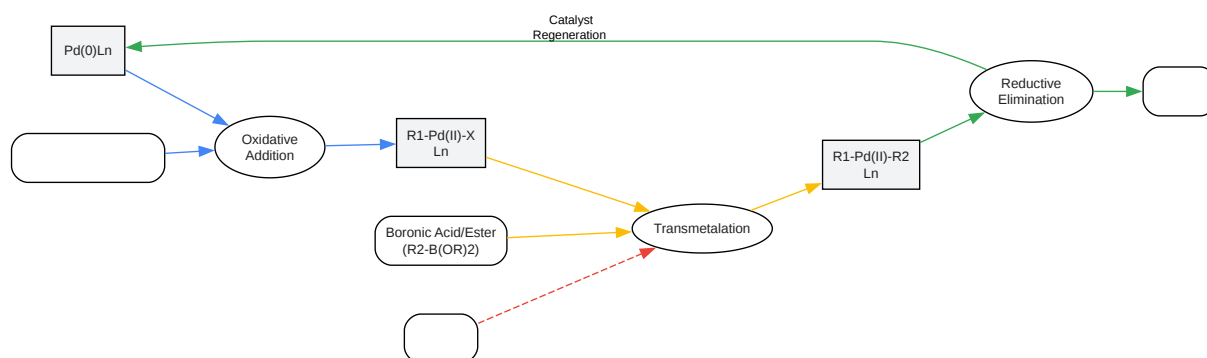 Catalyst
Regeneration
Pd(0)Ln
Reductive
Elimination
Oxidative
Addition
R1-Pd(II)-X
Ln
R1-Pd(II)-R2
Ln
Boronic Acid/Ester
(R2-B(OR)2)
Transmetalation